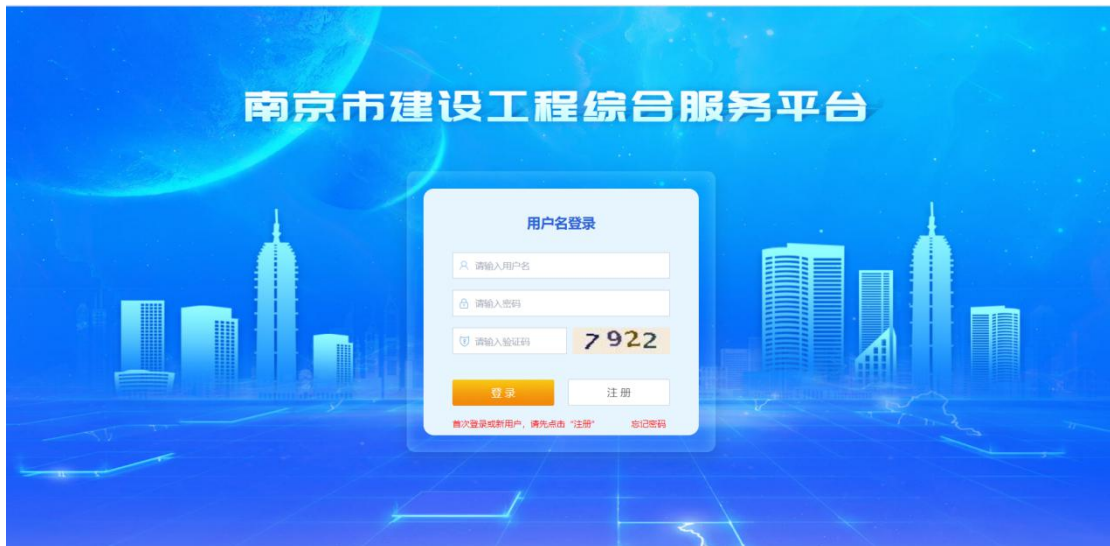 南京市建设工程综合服务平台
用户名登录
请输入用户名
请输入密码
请输入验证码 7922
登录 注册
首次登录或新用户，请先点击“注册” 忘记密码